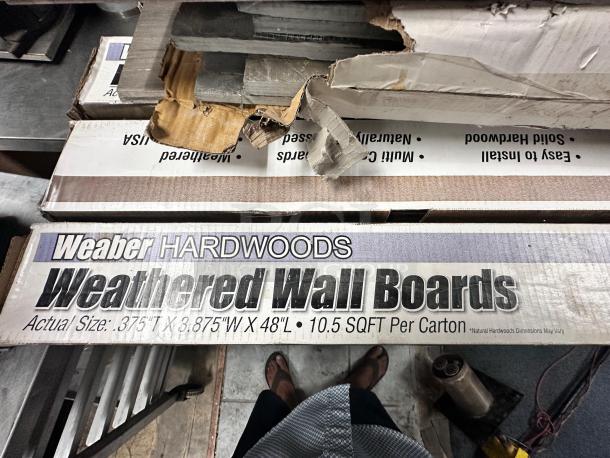 Weaber HARDWOODS
Weathered Wall Boards
Actual Size: .375"T X 3.875"W X 48"L • 10.5 SQFT Per Carton *Natural Hardwoods Dimensions May Vary
• Easy to Install
• Solid Hardwood
• Multi
• Naturally
• Weathered
USA